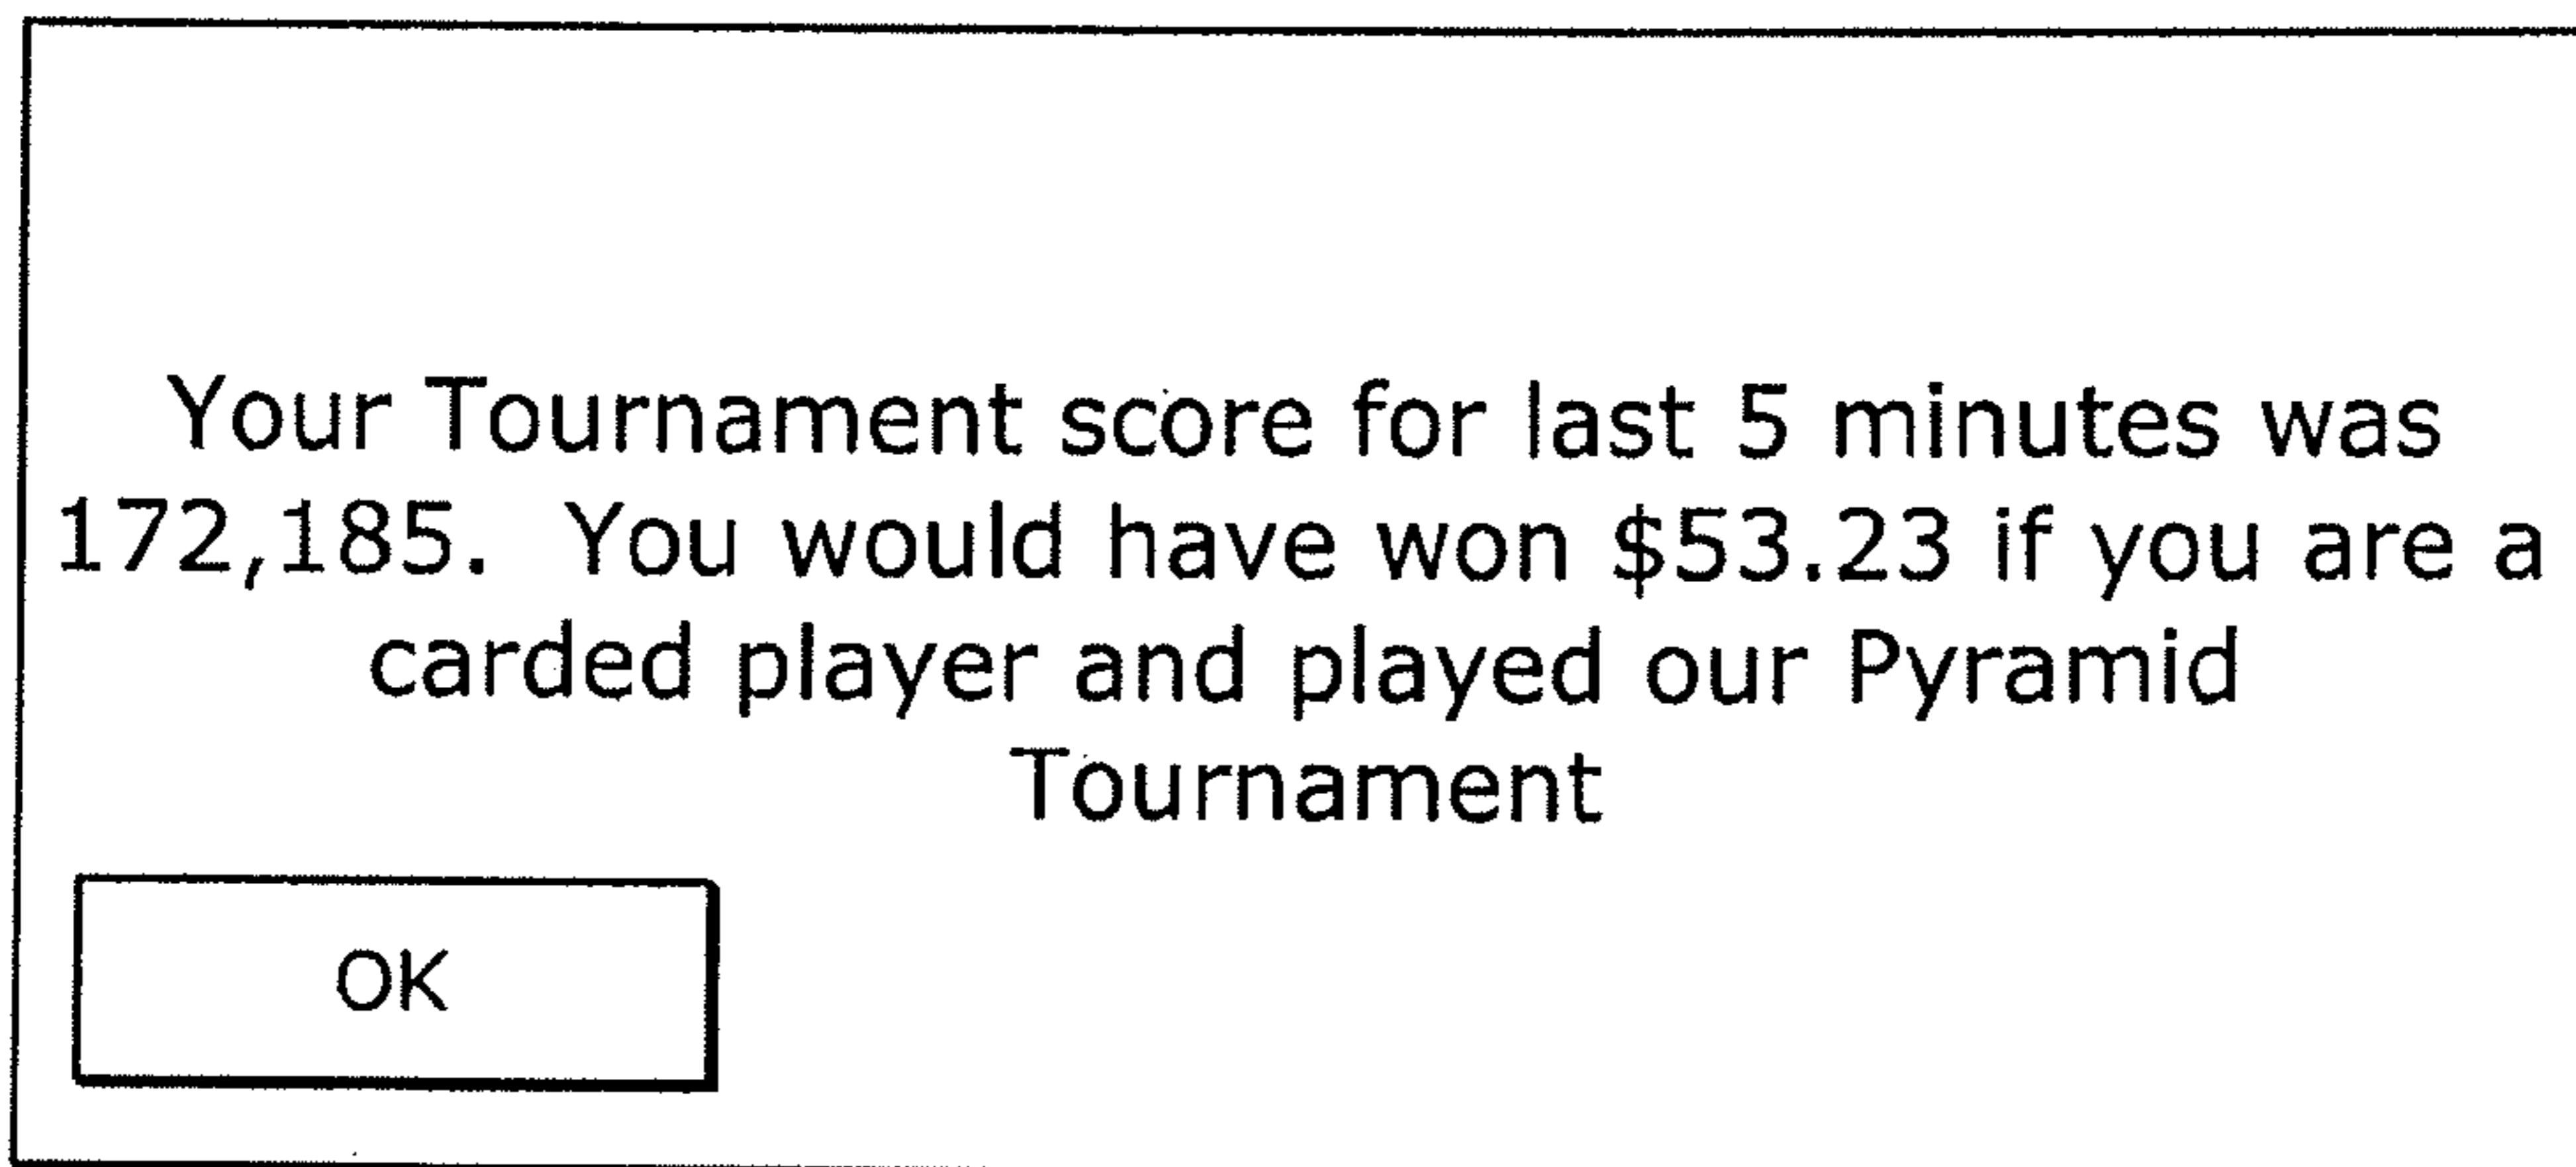 Your Tournament score for last 5 minutes was
172,185.  You would have won $53.23 if you are a
carded player and played our Pyramid
Tournament
OK